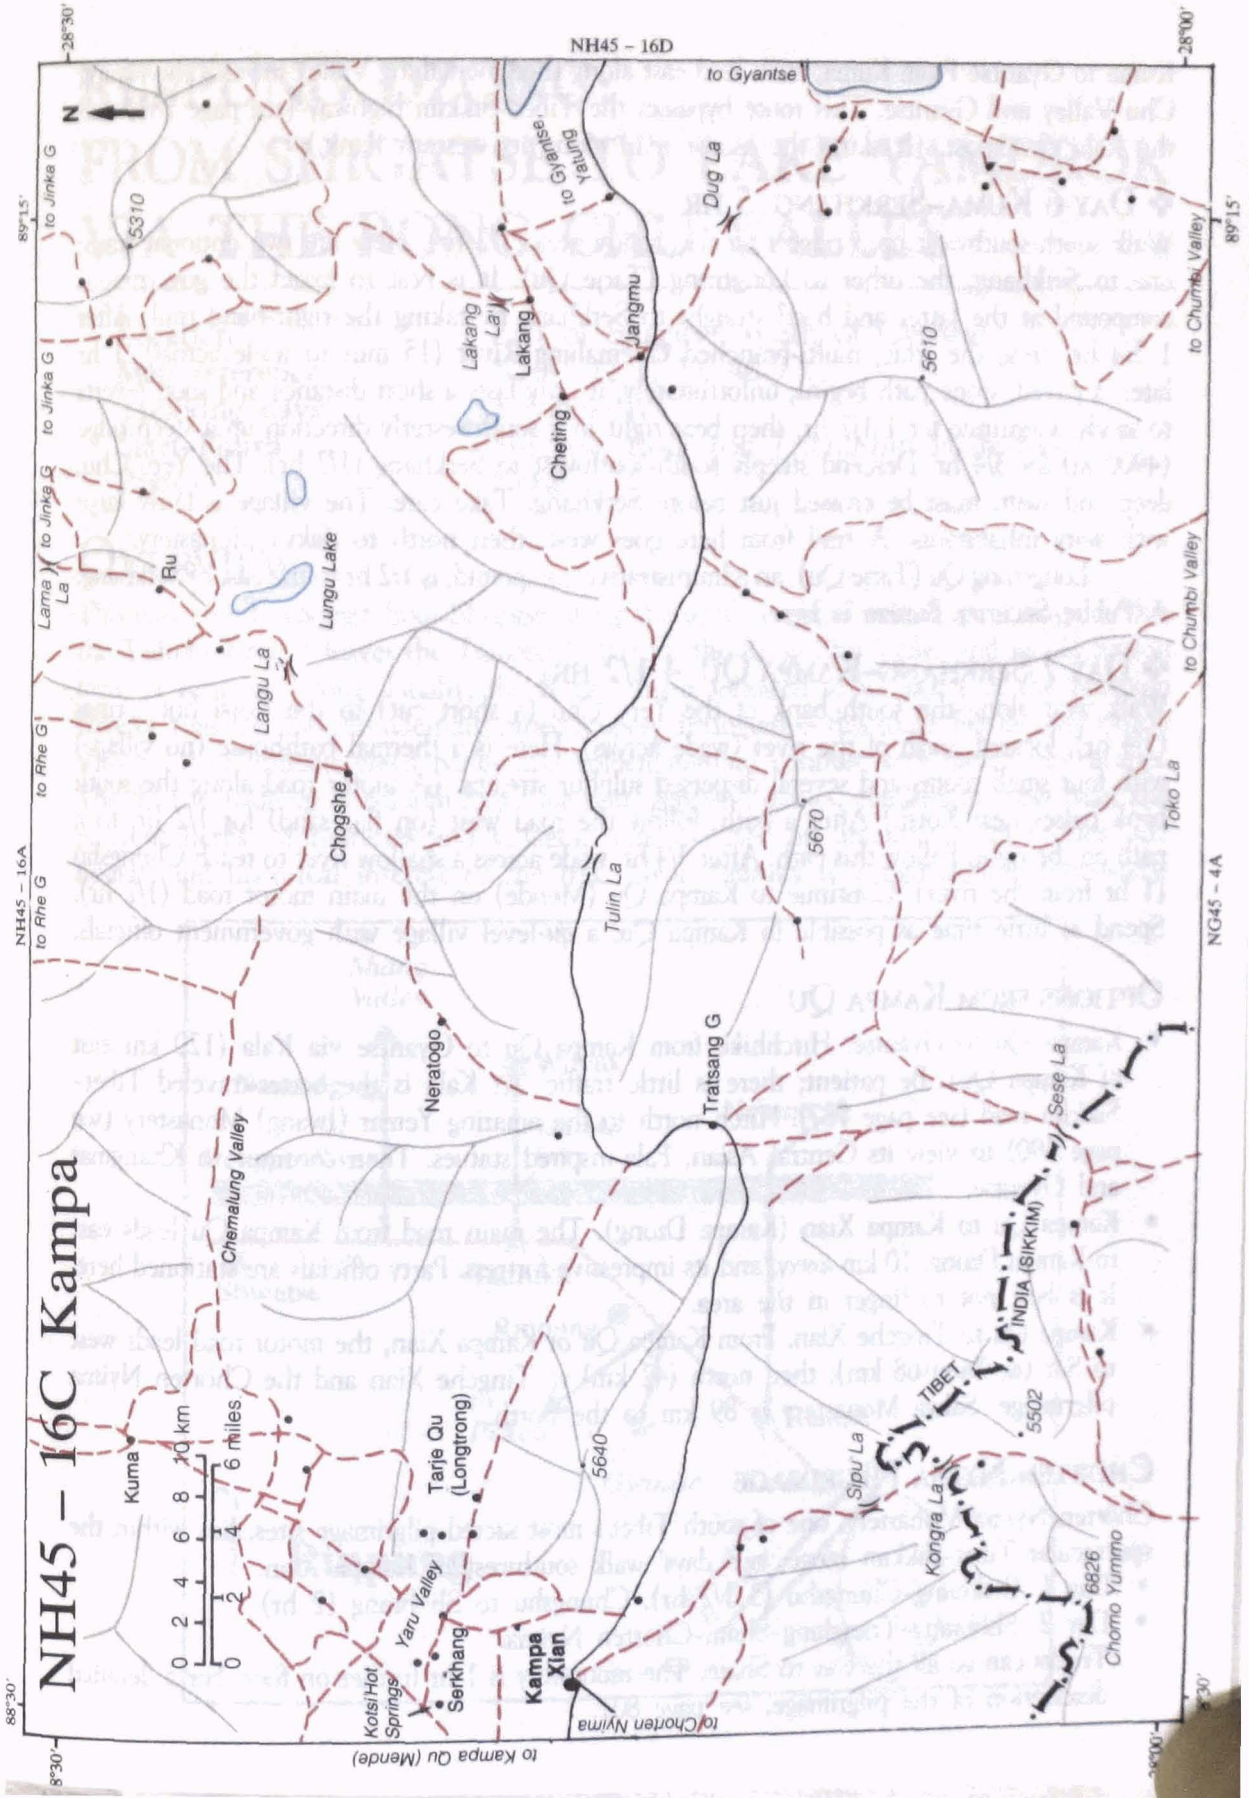 NH45 – 16C Kampa
NH45 – 16A
NH45 – 16D
NG45 – 4A
88°30'
89°15'
28°30'
28°00'
89°15'
N
to Rhe G
to Rhe G
to Jinka G
to Jinka G
to Jinka G
Lama
La
Kuma
0 2 4 6 8 10 km
0 2 4 6 miles
Chemalung Valley
Ru
5310
Langu La
Lungu Lake
Chogshe
Kotsi Hot
Springs
Yaru Valley
Serkhang
Tarje Qu
(Longtrong)
Neratogo
Lakang
La
Lakang
Cheting
to Gyantse
Yatung
to Gyantse
Jangmu
Dug La
Kampa
Xian
5640
Tulin La
Tratsang G
5670
5610
to Kampa Qu (Mende)
to Chorten Nyima
Sipu La
TIBET
INDIA (SIKKIM)
Sese La
Kongra La
5502
6826
Chomo Yummo
Toko La
to Chumbi Valley
to Chumbi Valley